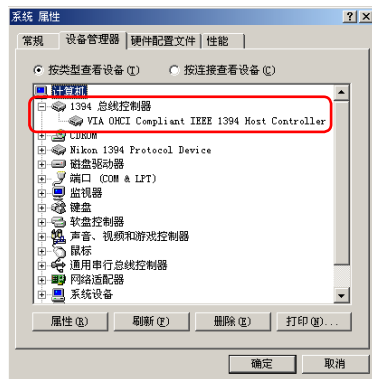 系统 属性
常规 设备管理器 硬件配置文件 性能
按类型查看设备(T) 按连接查看设备(C)
计算机
1394 总线控制器
VIA OHCI Compliant IEEE 1394 Host Controller
CDROM
Nikon 1394 Protocol Device
磁盘驱动器
端口 (COM & LPT)
监视器
键盘
软盘控制器
声音、视频和游戏控制器
鼠标
通用串行总线控制器
网络适配器
系统设备
属性(R) 刷新(F) 删除(E) 打印(N)...
确定 取消